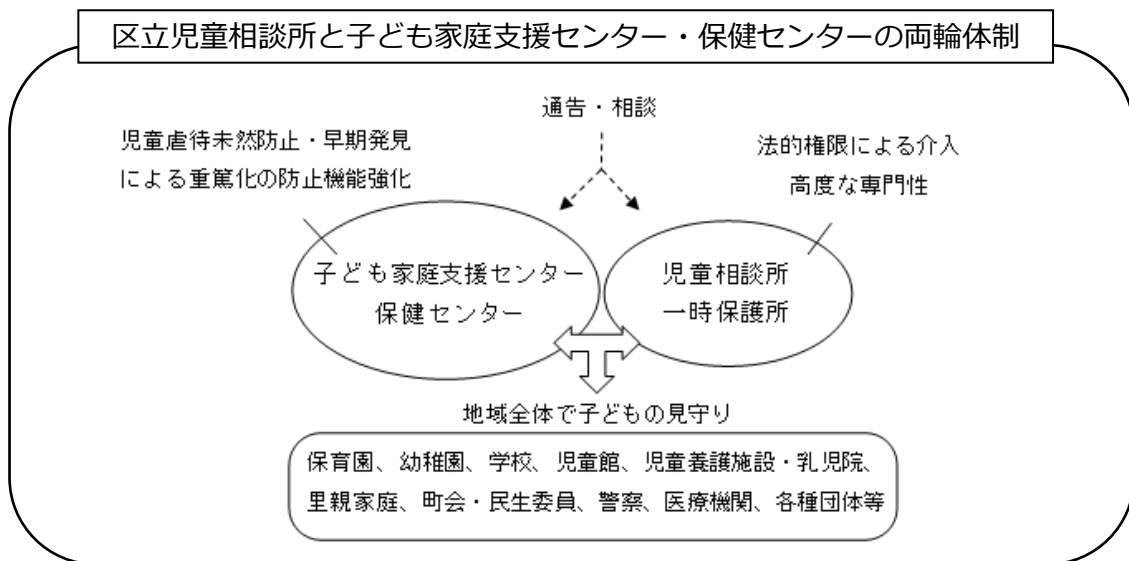 区立児童相談所と子ども家庭支援センター・保健センターの両輪体制
通告・相談
児童虐待未然防止・早期発見
による重篤化の防止機能強化
法的権限による介入
高度な専門性
子ども家庭支援センター
保健センター
児童相談所
一時保護所
地域全体で子どもの見守り
保育園、幼稚園、学校、児童館、児童養護施設・乳児院、
里親家庭、町会・民生委員、警察、医療機関、各種団体等